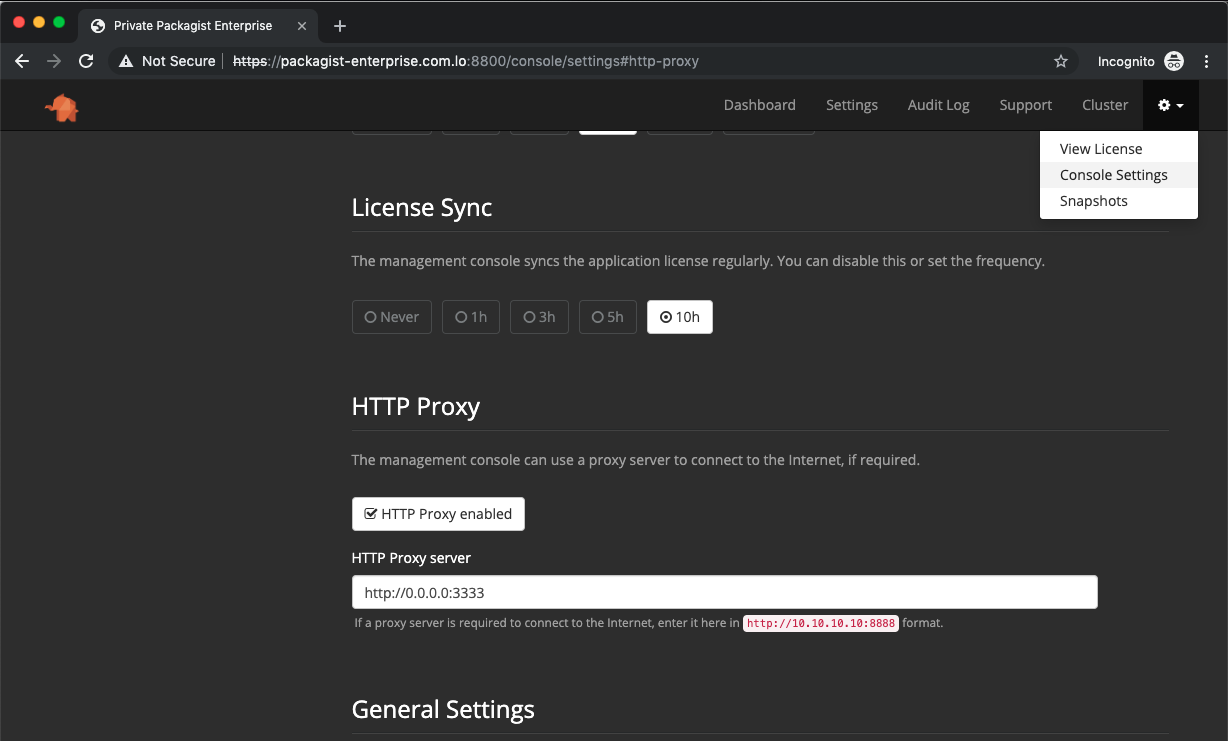 Private Packagist Enterprise
Not Secure https://packagist-enterprise.com.lo:8800/console/settings#http-proxy Incognito
Dashboard Settings Audit Log Support Cluster
View License
Console Settings
Snapshots
License Sync
The management console syncs the application license regularly. You can disable this or set the frequency.
Never 1h 3h 5h 10h
HTTP Proxy
The management console can use a proxy server to connect to the Internet, if required.
HTTP Proxy enabled
HTTP Proxy server
http://0.0.0.0:3333
If a proxy server is required to connect to the Internet, enter it here in http://10.10.10.10:8888 format.
General Settings